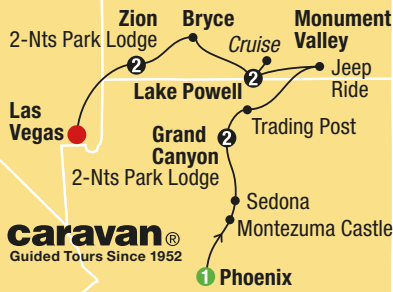 Zion
2-Nts Park Lodge
2
Bryce
Cruise
Monument
Valley
Jeep
Ride
2
Lake Powell
Las
Vegas
Trading Post
Grand
Canyon
2
2-Nts Park Lodge
Sedona
Montezuma Castle
caravan®
Guided Tours Since 1952
1 Phoenix